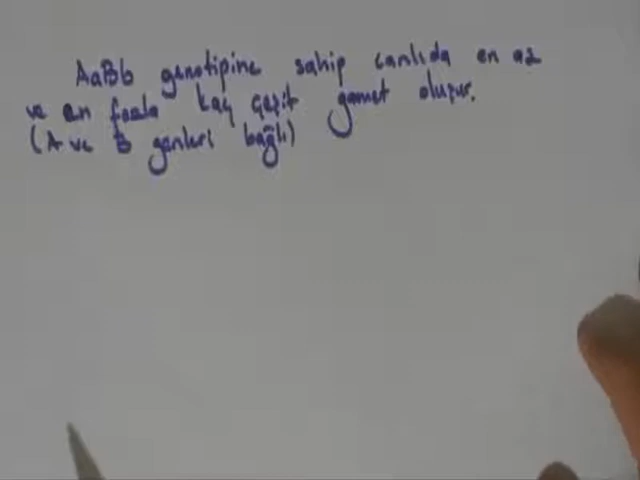 AaBb genotipine sahip canlıda en az
ve en fazla kaç çeşit gamet oluşur.
(A ve B genleri bağlı)